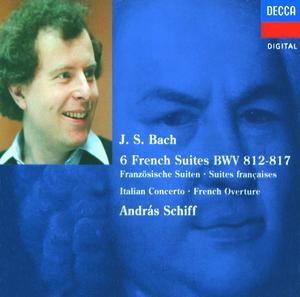 DECCA
DIGITAL
J. S. Bach
6 French Suites BWV 812-817
Französische Suiten · Suites françaises
Italian Concerto · French Overture
András Schiff